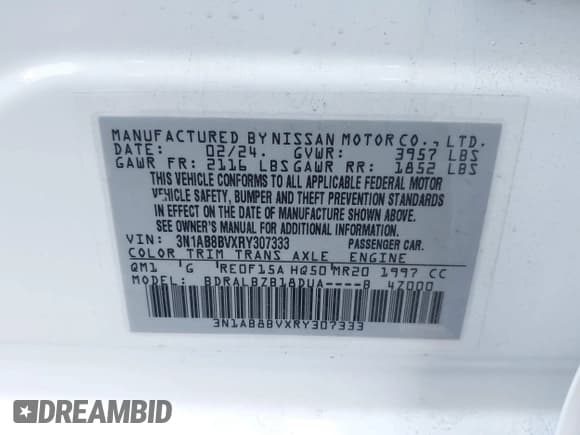 MANUFACTURED BY NISSAN MOTOR CO., LTD.
DATE: 02/24. GVWR: 3957 LBS
GAWR FR: 2116 LBS GAWR RR: 1852 LBS
THIS VEHICLE CONFORMS TO ALL APPLICABLE FEDERAL MOTOR
VEHICLE SAFETY, BUMPER AND THEFT PREVENTION STANDARDS
IN EFFECT ON THE DATE OF MANUFACTURE SHOWN ABOVE.
SEE OWNER'S MANUAL FOR ADDITIONAL INFORMATION.
VIN: 3N1AB8BVXRY307333 PASSENGER CAR.
COLOR TRIM TRANS AXLE ENGINE
QM1 'G 'RE0F15A HQ50 'MR20 1997 CC
MODEL: BDRALBZB18DUA----B 4Z000
3N1AB8BVXRY307333
DREAMBID